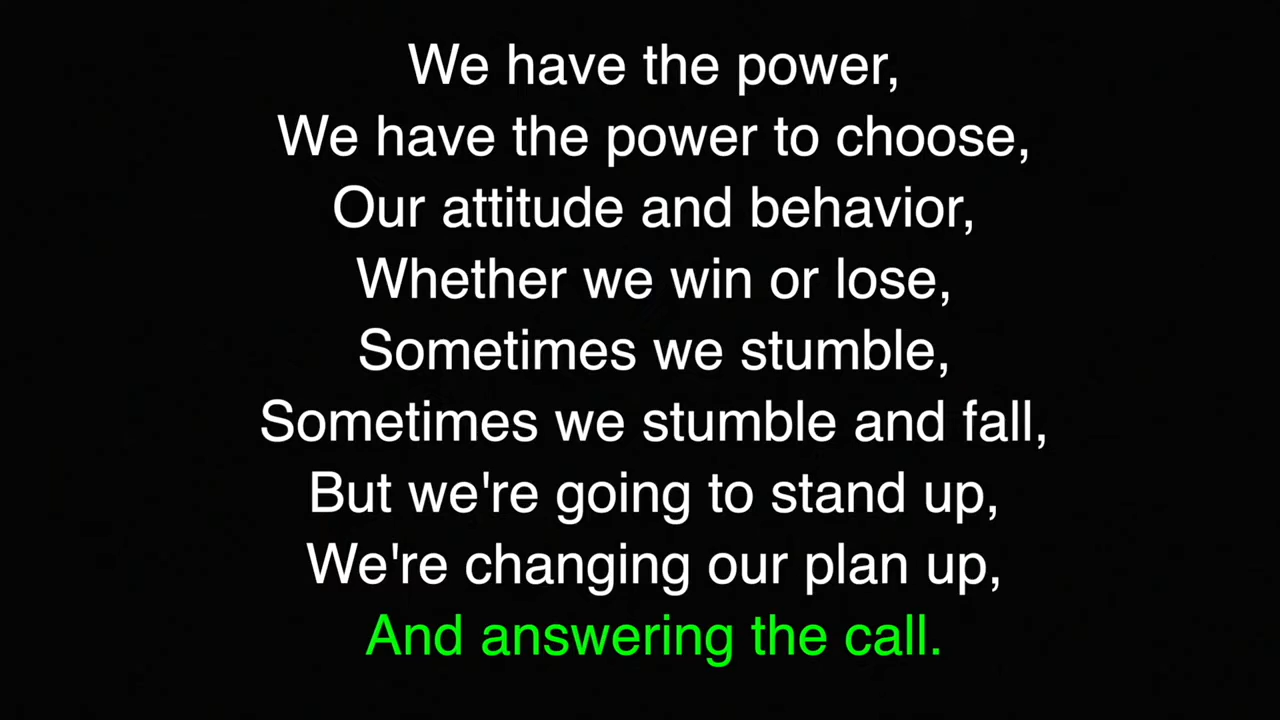 We have the power,
We have the power to choose,
Our attitude and behavior,
Whether we win or lose,
Sometimes we stumble,
Sometimes we stumble and fall,
But we're going to stand up,
We're changing our plan up,
And answering the call.